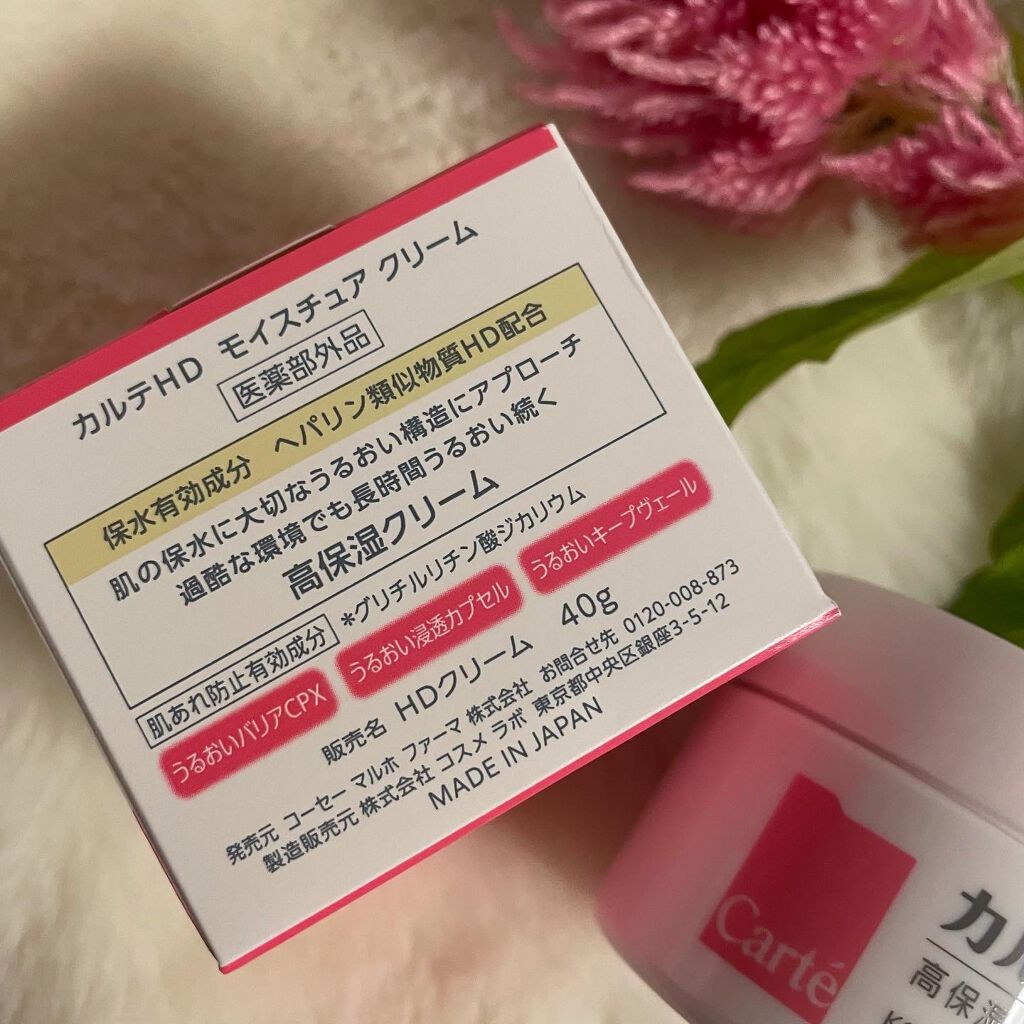 カルテHD モイスチュア クリーム
医薬部外品
保水有効成分 ヘパリン類似物質HD配合
肌の保水に大切なうるおい構造にアプローチ
過酷な環境でも長時間うるおい続く
高保湿クリーム
肌あれ防止有効成分 *グリチルリチン酸ジカリウム
うるおいバリアCPX うるおい浸透カプセル うるおいキープヴェール
販売名 HDクリーム 40g
発売元 コーセー マルホ ファーマ 株式会社 お問合せ先 0120-008-873
製造販売元 株式会社 コスメ ラボ 東京都中央区銀座3-5-12
MADE IN JAPAN
Carté
カル
高保湿